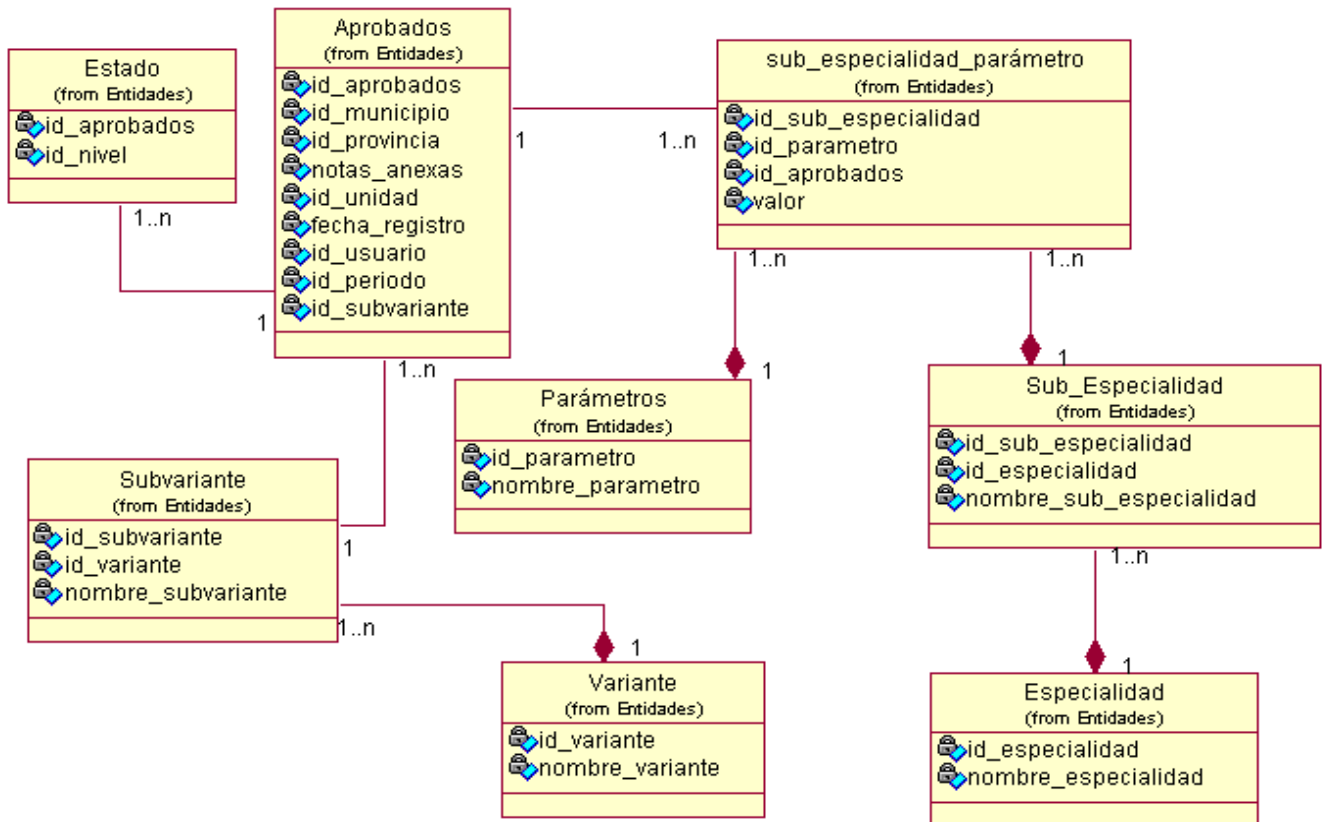 Estado
(from Entidades)
id_aprobados
id_nivel
1..n
1
Aprobados
(from Entidades)
id_aprobados
id_municipio
id_provincia
notas_anexas
id_unidad
fecha_registro
id_usuario
id_periodo
id_subvariante
1
1..n
1..n
sub_especialidad_parámetro
(from Entidades)
id_sub_especialidad
id_parametro
id_aprobados
valor
1..n
1..n
1
1
Parámetros
(from Entidades)
id_parametro
nombre_parametro
Sub_Especialidad
(from Entidades)
id_sub_especialidad
id_especialidad
nombre_sub_especialidad
1..n
1
Subvariante
(from Entidades)
id_subvariante
id_variante
nombre_subvariante
1
1..n
1
Variante
(from Entidades)
id_variante
nombre_variante
Especialidad
(from Entidades)
id_especialidad
nombre_especialidad